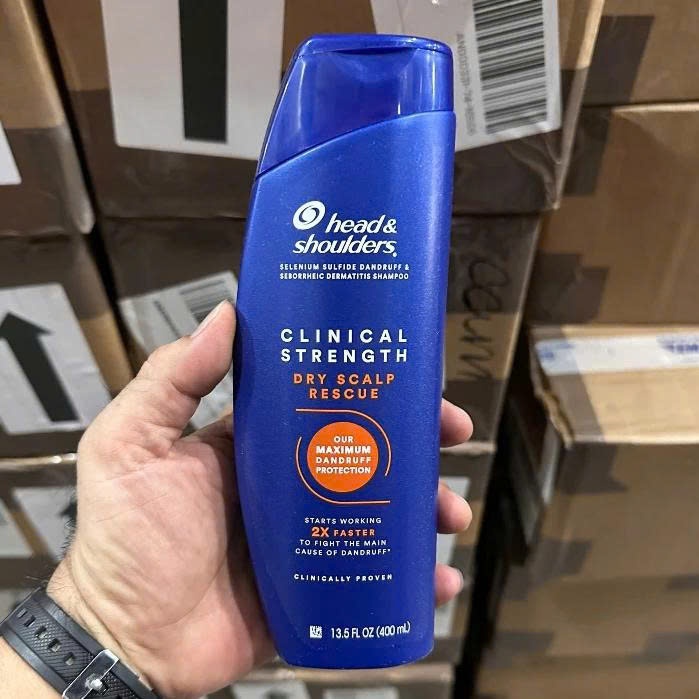 head &
shoulders®
SELENIUM SULFIDE DANDRUFF &
SEBORRHEIC DERMATITIS SHAMPOO
CLINICAL
STRENGTH
DRY SCALP
RESCUE
OUR
MAXIMUM
DANDRUFF
PROTECTION
STARTS WORKING
2X FASTER
TO FIGHT THE MAIN
CAUSE OF DANDRUFF*
CLINICALLY PROVEN
13.5 FL OZ (400 mL)